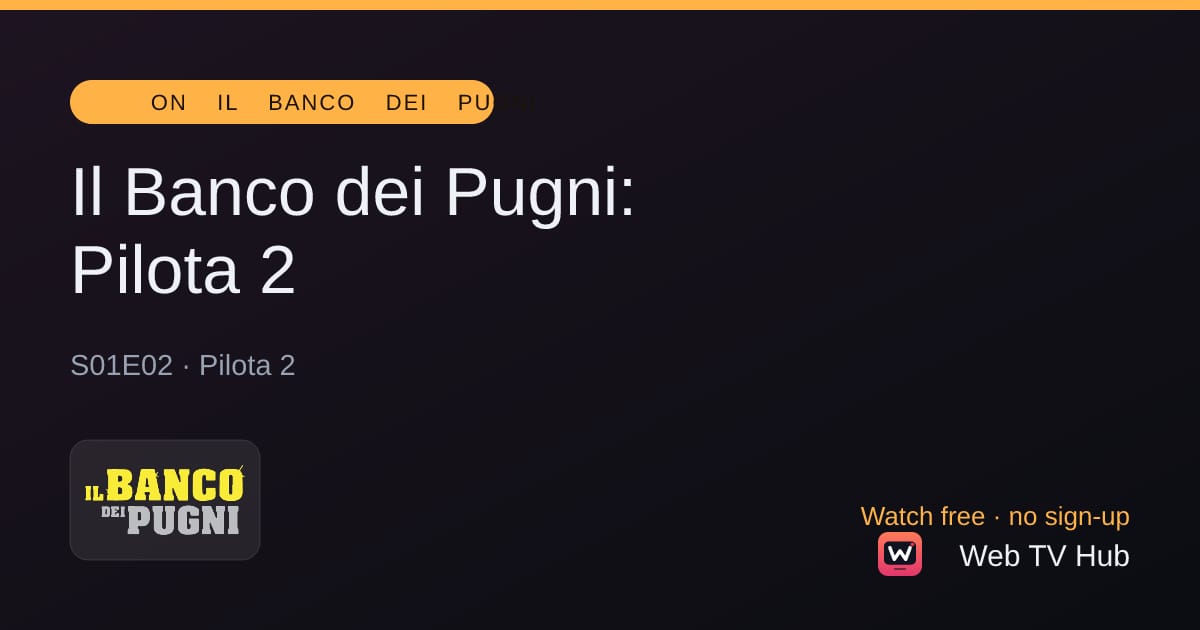 ON IL BANCO DEI PUGNI
Il Banco dei Pugni:
Pilota 2
S01E02 · Pilota 2
IL BANCO
DEI PUGNI
Watch free · no sign-up
W
Web TV Hub